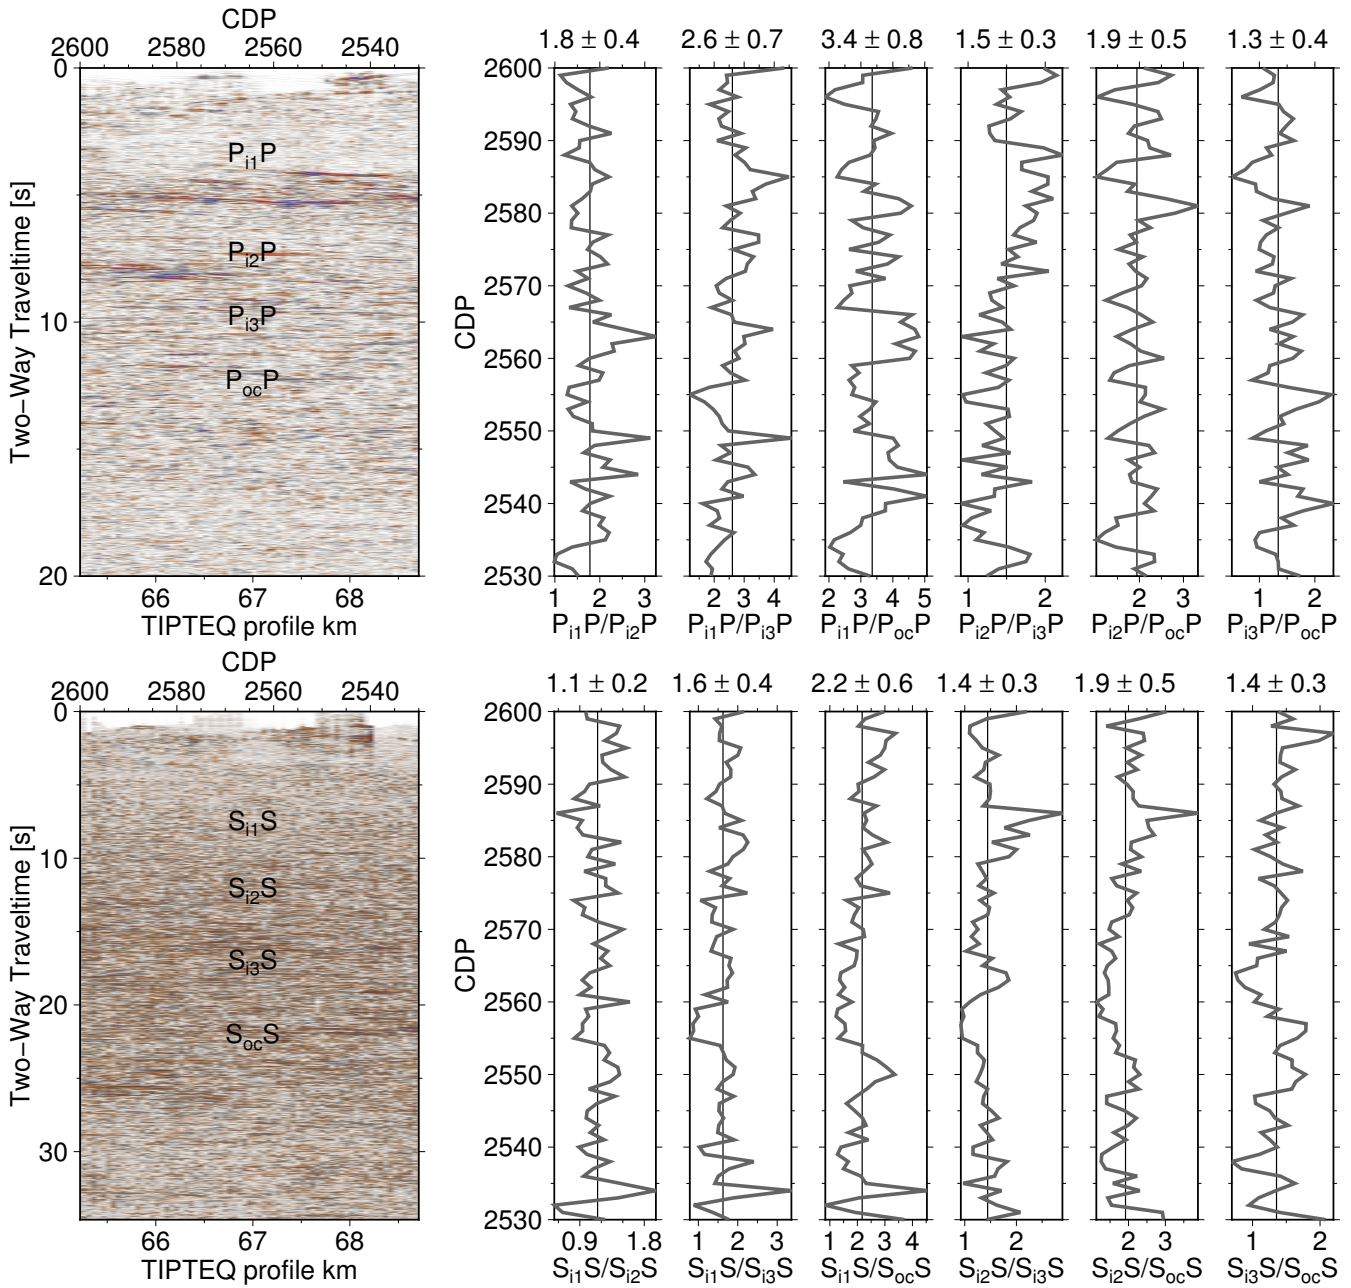 CDP
2600 2580 2560 2540
1.8 ± 0.4 2.6 ± 0.7 3.4 ± 0.8 1.5 ± 0.3 1.9 ± 0.5 1.3 ± 0.4
0
10
20
Two−Way Traveltime [s]
Pi1P
Pi2P
Pi3P
PocP
66 67 68
TIPTEQ profile km
CDP
2600
2590
2580
2570
2560
2550
2540
2530
1 2 3
2 3 4
2 3 4 5
1 2
2 3
1 2
Pi1P/Pi2P Pi1P/Pi3P Pi1P/PocP Pi2P/Pi3P Pi2P/PocP Pi3P/PocP
CDP
2600 2580 2560 2540
1.1 ± 0.2 1.6 ± 0.4 2.2 ± 0.6 1.4 ± 0.3 1.9 ± 0.5 1.4 ± 0.3
0
10
20
30
Two−Way Traveltime [s]
Si1S
Si2S
Si3S
SocS
66 67 68
TIPTEQ profile km
CDP
2600
2590
2580
2570
2560
2550
2540
2530
0.9 1.8
1 2 3
1 2 3 4
1 2
2 3
1 2
Si1S/Si2S Si1S/Si3S Si1S/SocS Si2S/Si3S Si2S/SocS Si3S/SocS